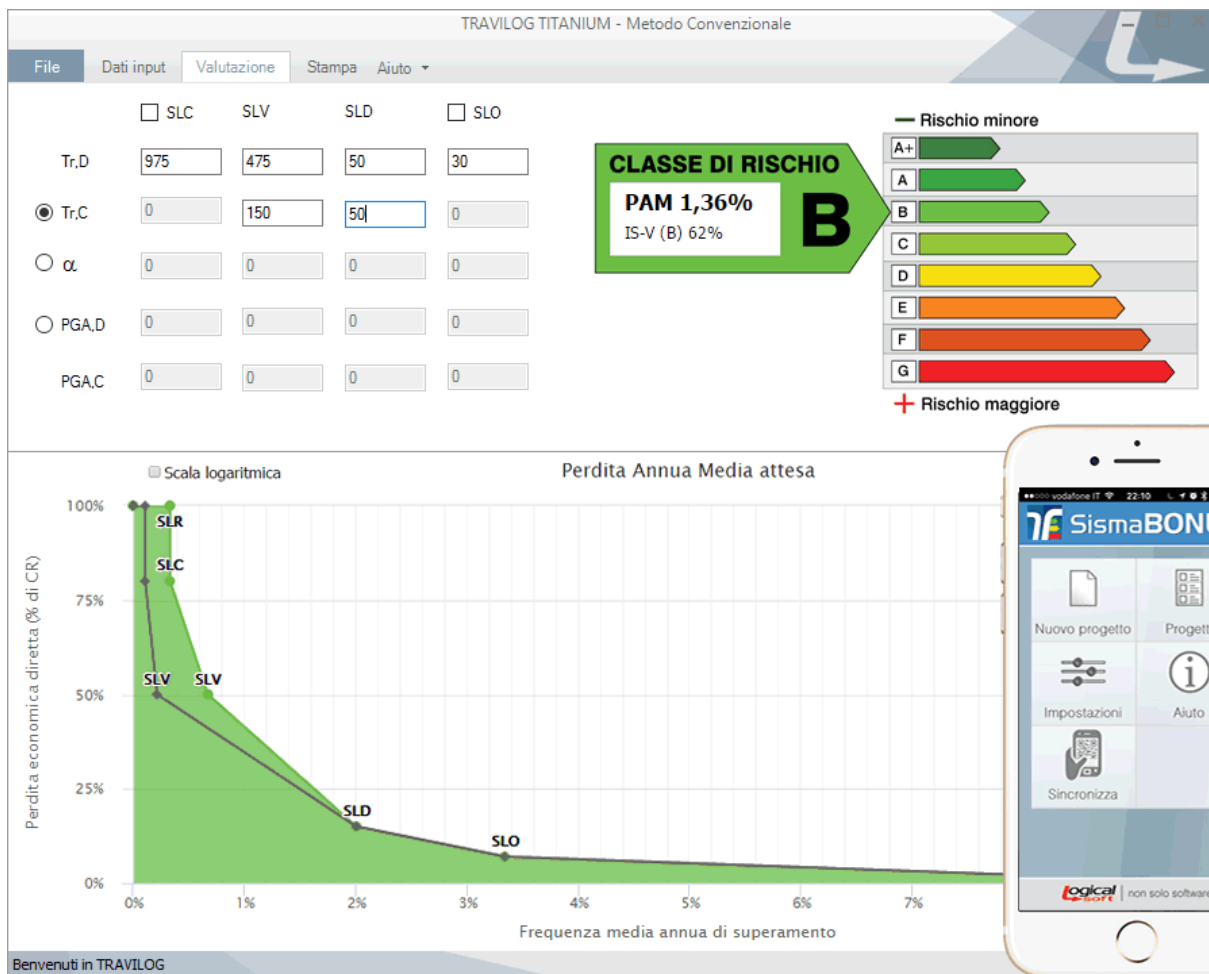 TRAVILOG TITANIUM - Metodo Convenzionale
File Dati input Valutazione Stampa Aiuto
SLC SLV SLD SLO
Tr,D 975 475 50 30
Tr,C 0 150 50 0
α 0 0 0 0
PGA,D 0 0 0 0
PGA,C 0 0 0 0
CLASSE DI RISCHIO
PAM 1,36%
IS-V (B) 62%
B
Rischio minore
A+
A
B
C
D
E
F
G
Rischio maggiore
Scala logaritmica
Perdita Annua Media attesa
Perdita economica diretta (% di CR)
100%
75%
50%
25%
0%
SLR
SLC
SLV SLV
SLD
SLO
0% 1% 2% 3% 4% 5% 6% 7%
Frequenza media annua di superamento
vodafone IT 22:10
SismaBONU
Nuovo progetto Progett
Impostazioni Aiuto
Sincronizza
Logical soft non solo software
Benvenuti in TRAVILOG